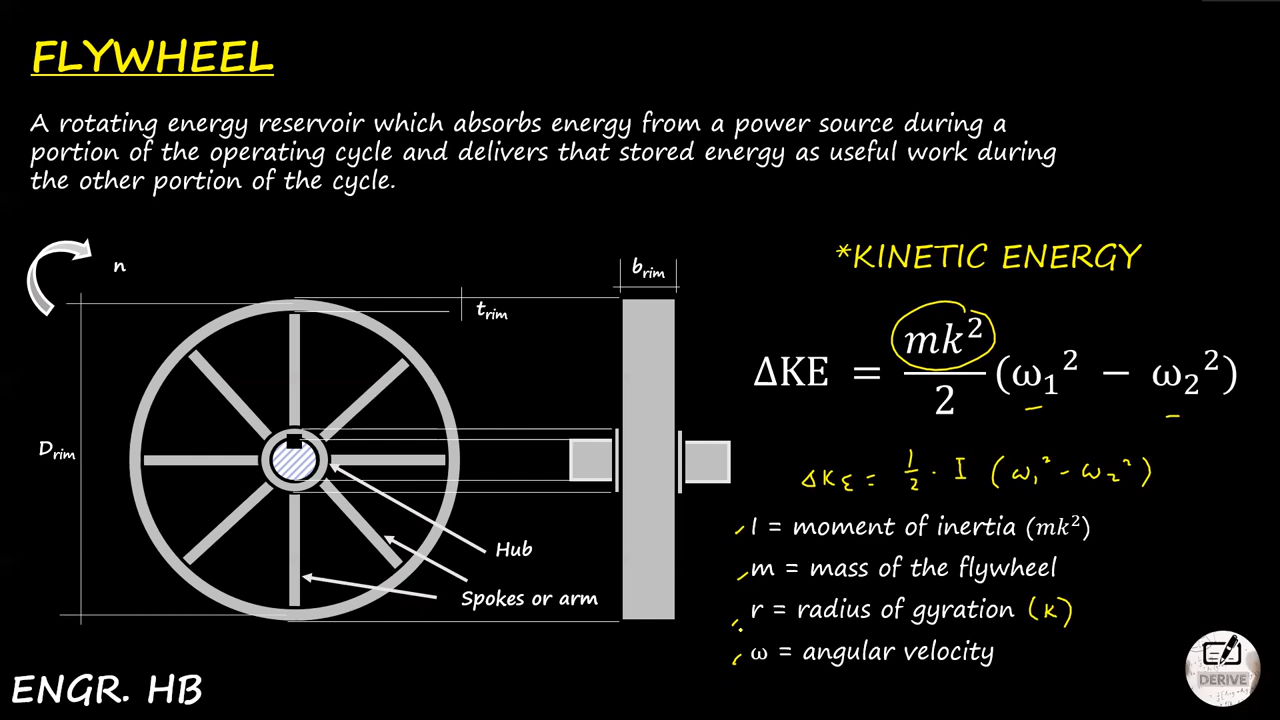 FLYWHEEL
A rotating energy reservoir which absorbs energy from a power source during a
portion of the operating cycle and delivers that stored energy as useful work during
the other portion of the cycle.
n
b_rim
t_rim
D_rim
Hub
Spokes or arm
*KINETIC ENERGY
ΔKE = mk²/2 (ω₁² − ω₂²)
ΔKE = 1/2 · I (ω₁² − ω₂²)
I = moment of inertia (mk²)
m = mass of the flywheel
r = radius of gyration (k)
ω = angular velocity
ENGR. HB
DERIVE